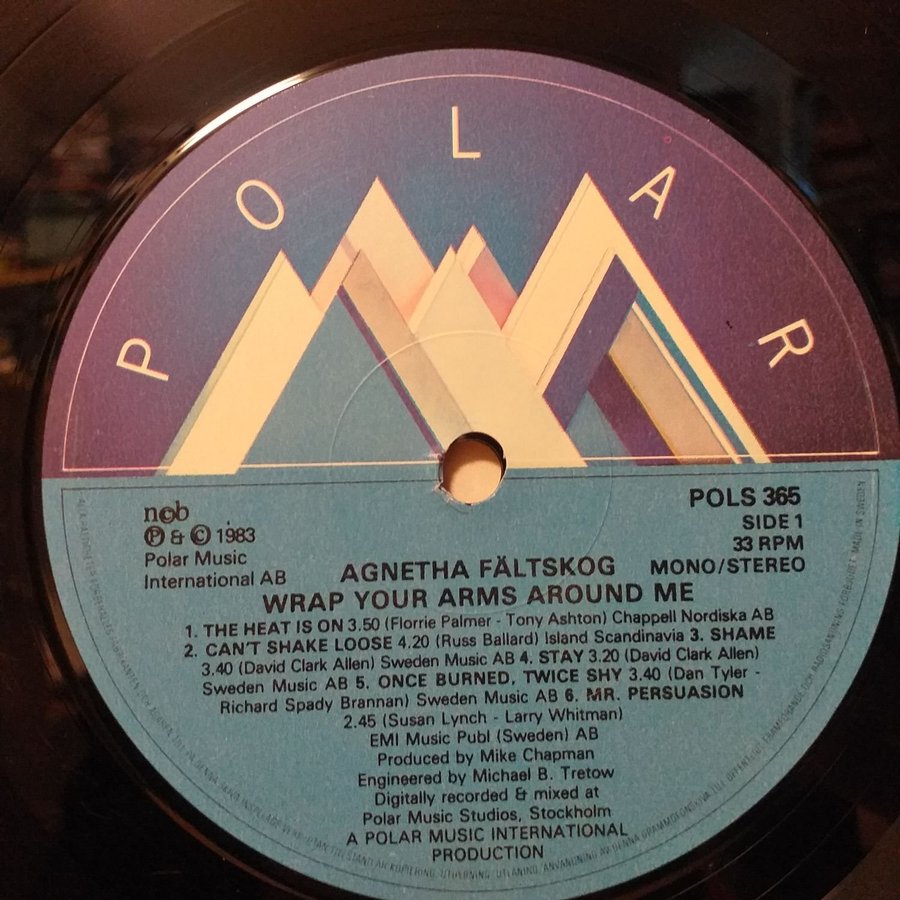 POLAR
ncb
Ⓟ & © 1983
Polar Music
International AB
POLS 365
SIDE 1
33 RPM
MONO/STEREO
AGNETHA FÄLTSKOG
WRAP YOUR ARMS AROUND ME
1. THE HEAT IS ON 3.50 (Florrie Palmer - Tony Ashton) Chappell Nordiska AB
2. CAN'T SHAKE LOOSE 4.20 (Russ Ballard) Island Scandinavia 3. SHAME
3.40 (David Clark Allen) Sweden Music AB 4. STAY 3.20 (David Clark Allen)
Sweden Music AB 5. ONCE BURNED, TWICE SHY 3.40 (Dan Tyler -
Richard Spady Brannan) Sweden Music AB 6. MR. PERSUASION
2.45 (Susan Lynch - Larry Whitman)
EMI Music Publ (Sweden) AB
Produced by Mike Chapman
Engineered by Michael B. Tretow
Digitally recorded & mixed at
Polar Music Studios, Stockholm
A POLAR MUSIC INTERNATIONAL
PRODUCTION
MADE IN SWEDEN